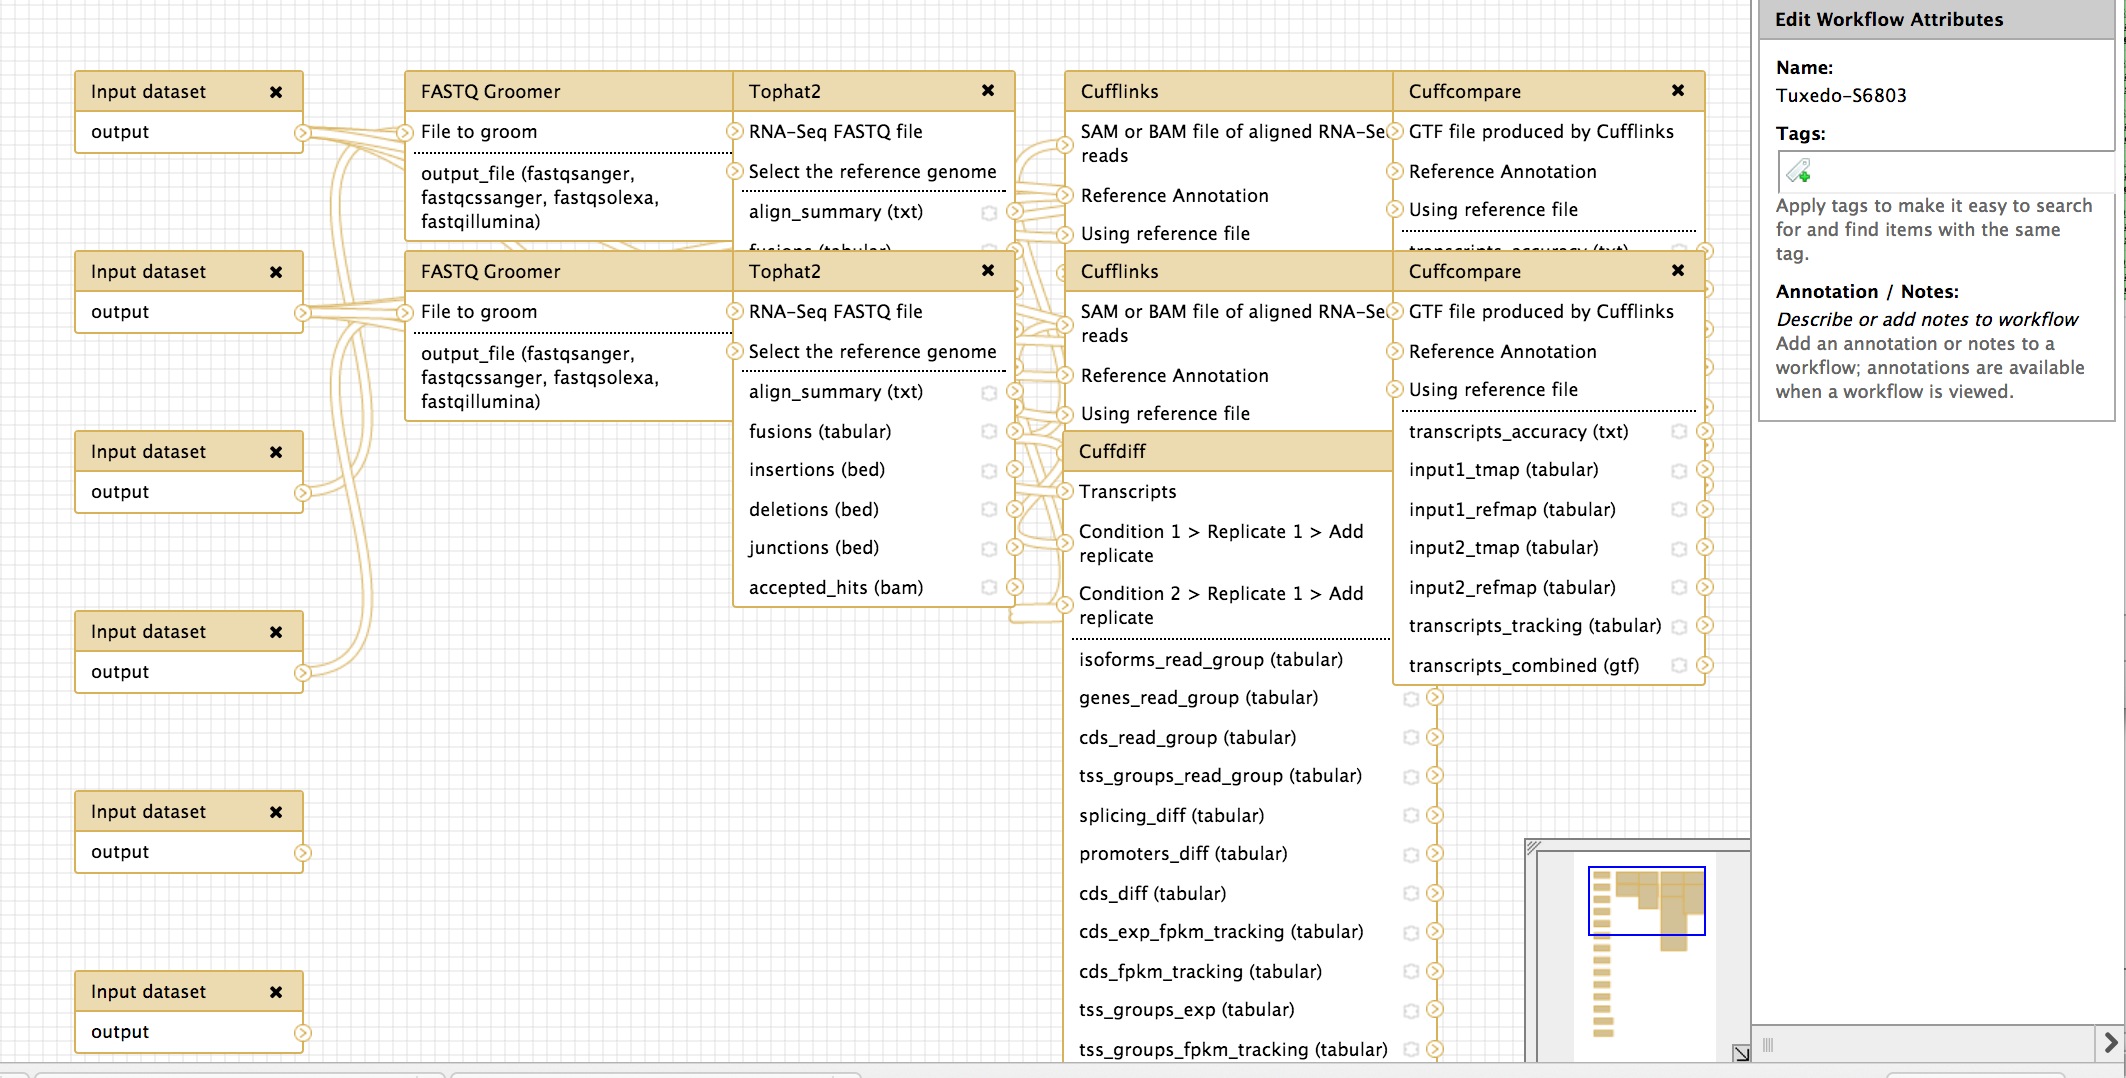 Input dataset
output
Input dataset
output
Input dataset
output
Input dataset
output
Input dataset
output
Input dataset
output
FASTQ Groomer
File to groom
output_file (fastqsanger,
fastqcssanger, fastqsolexa,
fastqillumina)
FASTQ Groomer
File to groom
output_file (fastqsanger,
fastqcssanger, fastqsolexa,
fastqillumina)
Tophat2
RNA-Seq FASTQ file
Select the reference genome
align_summary (txt)
fusions (tabular)
Tophat2
RNA-Seq FASTQ file
Select the reference genome
align_summary (txt)
fusions (tabular)
insertions (bed)
deletions (bed)
junctions (bed)
accepted_hits (bam)
Cufflinks
SAM or BAM file of aligned RNA-Se
reads
Reference Annotation
Using reference file
Cufflinks
SAM or BAM file of aligned RNA-Se
reads
Reference Annotation
Using reference file
Cuffdiff
Transcripts
Condition 1 > Replicate 1 > Add
replicate
Condition 2 > Replicate 1 > Add
replicate
isoforms_read_group (tabular)
genes_read_group (tabular)
cds_read_group (tabular)
tss_groups_read_group (tabular)
splicing_diff (tabular)
promoters_diff (tabular)
cds_diff (tabular)
cds_exp_fpkm_tracking (tabular)
cds_fpkm_tracking (tabular)
tss_groups_exp (tabular)
tss_groups_fpkm_tracking (tabular)
Cuffcompare
GTF file produced by Cufflinks
Reference Annotation
Using reference file
transcripts_accuracy (txt)
Cuffcompare
GTF file produced by Cufflinks
Reference Annotation
Using reference file
transcripts_accuracy (txt)
input1_tmap (tabular)
input1_refmap (tabular)
input2_tmap (tabular)
input2_refmap (tabular)
transcripts_tracking (tabular)
transcripts_combined (gtf)
Edit Workflow Attributes
Name:
Tuxedo-S6803
Tags:
Apply tags to make it easy to search
for and find items with the same
tag.
Annotation / Notes:
Describe or add notes to workflow
Add an annotation or notes to a
workflow; annotations are available
when a workflow is viewed.